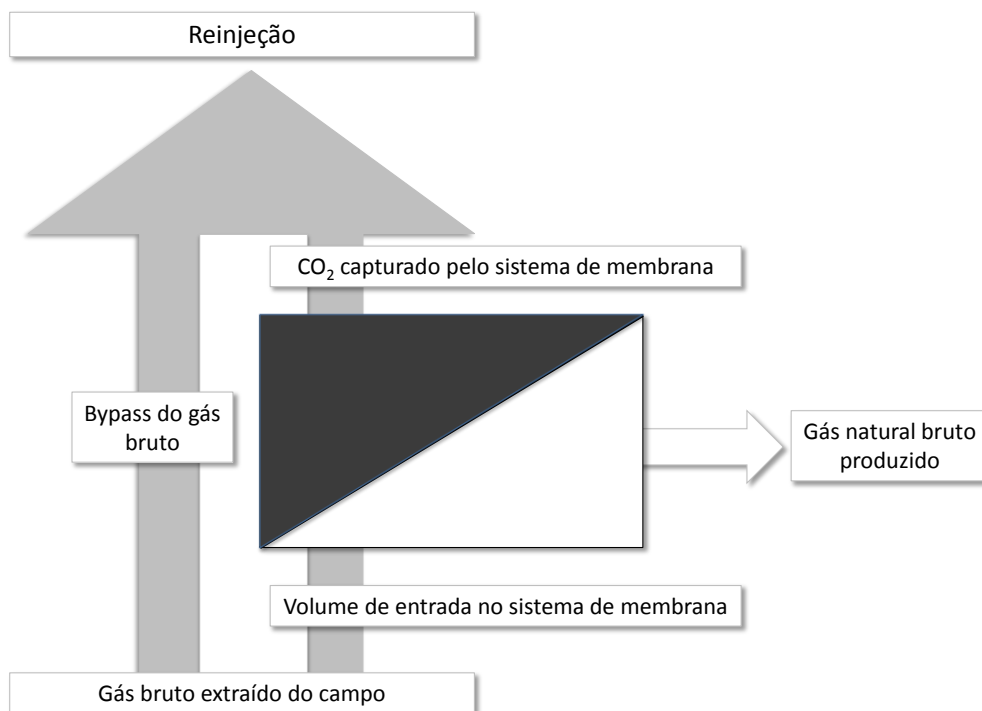 Reinjeção
CO₂ capturado pelo sistema de membrana
Bypass do gás
bruto
Gás natural bruto
produzido
Volume de entrada no sistema de membrana
Gás bruto extraído do campo